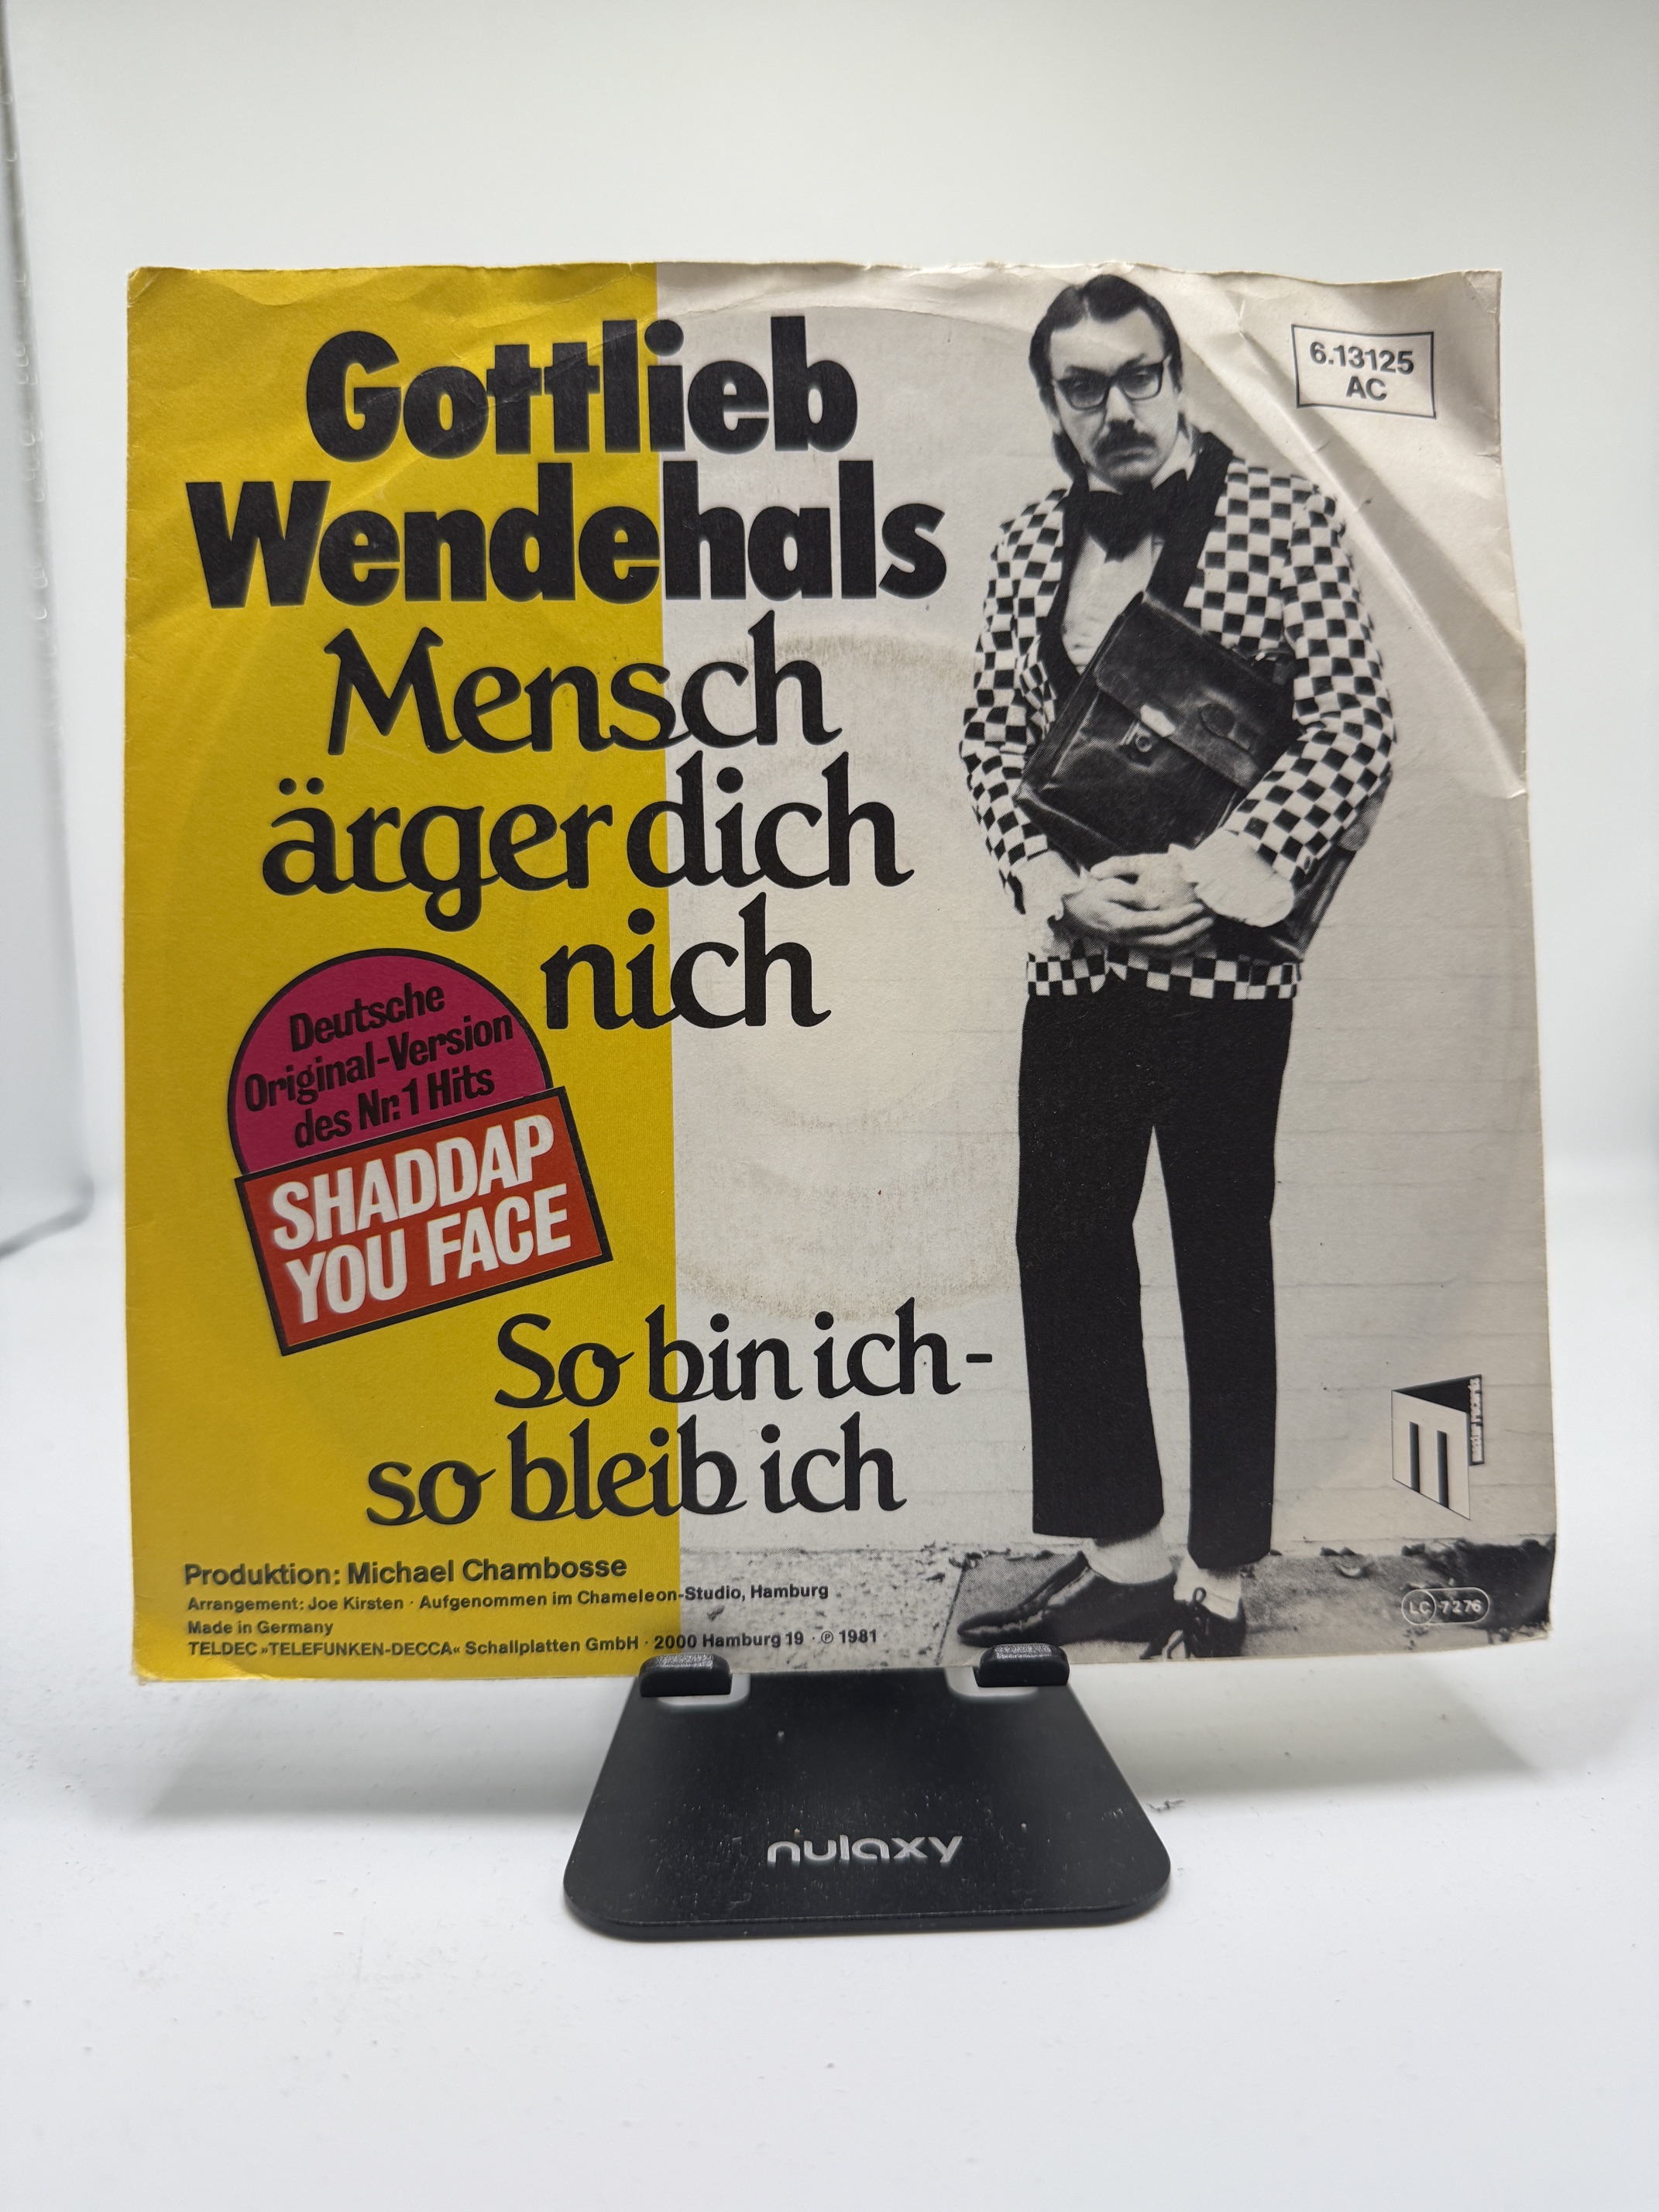 Gottlieb
Wendehals
6.13125
AC
Mensch
ärger dich
nich
Deutsche
Original-Version
des Nr. 1 Hits
SHADDAP
YOU FACE
So bin ich-
so bleib ich
Produktion: Michael Chambosse
Arrangement: Joe Kirsten · Aufgenommen im Chameleon-Studio, Hamburg
Made in Germany
TELDEC »TELEFUNKEN-DECCA« Schallplatten GmbH · 2000 Hamburg 19 · ℗ 1981
LC 7276
nulaxy